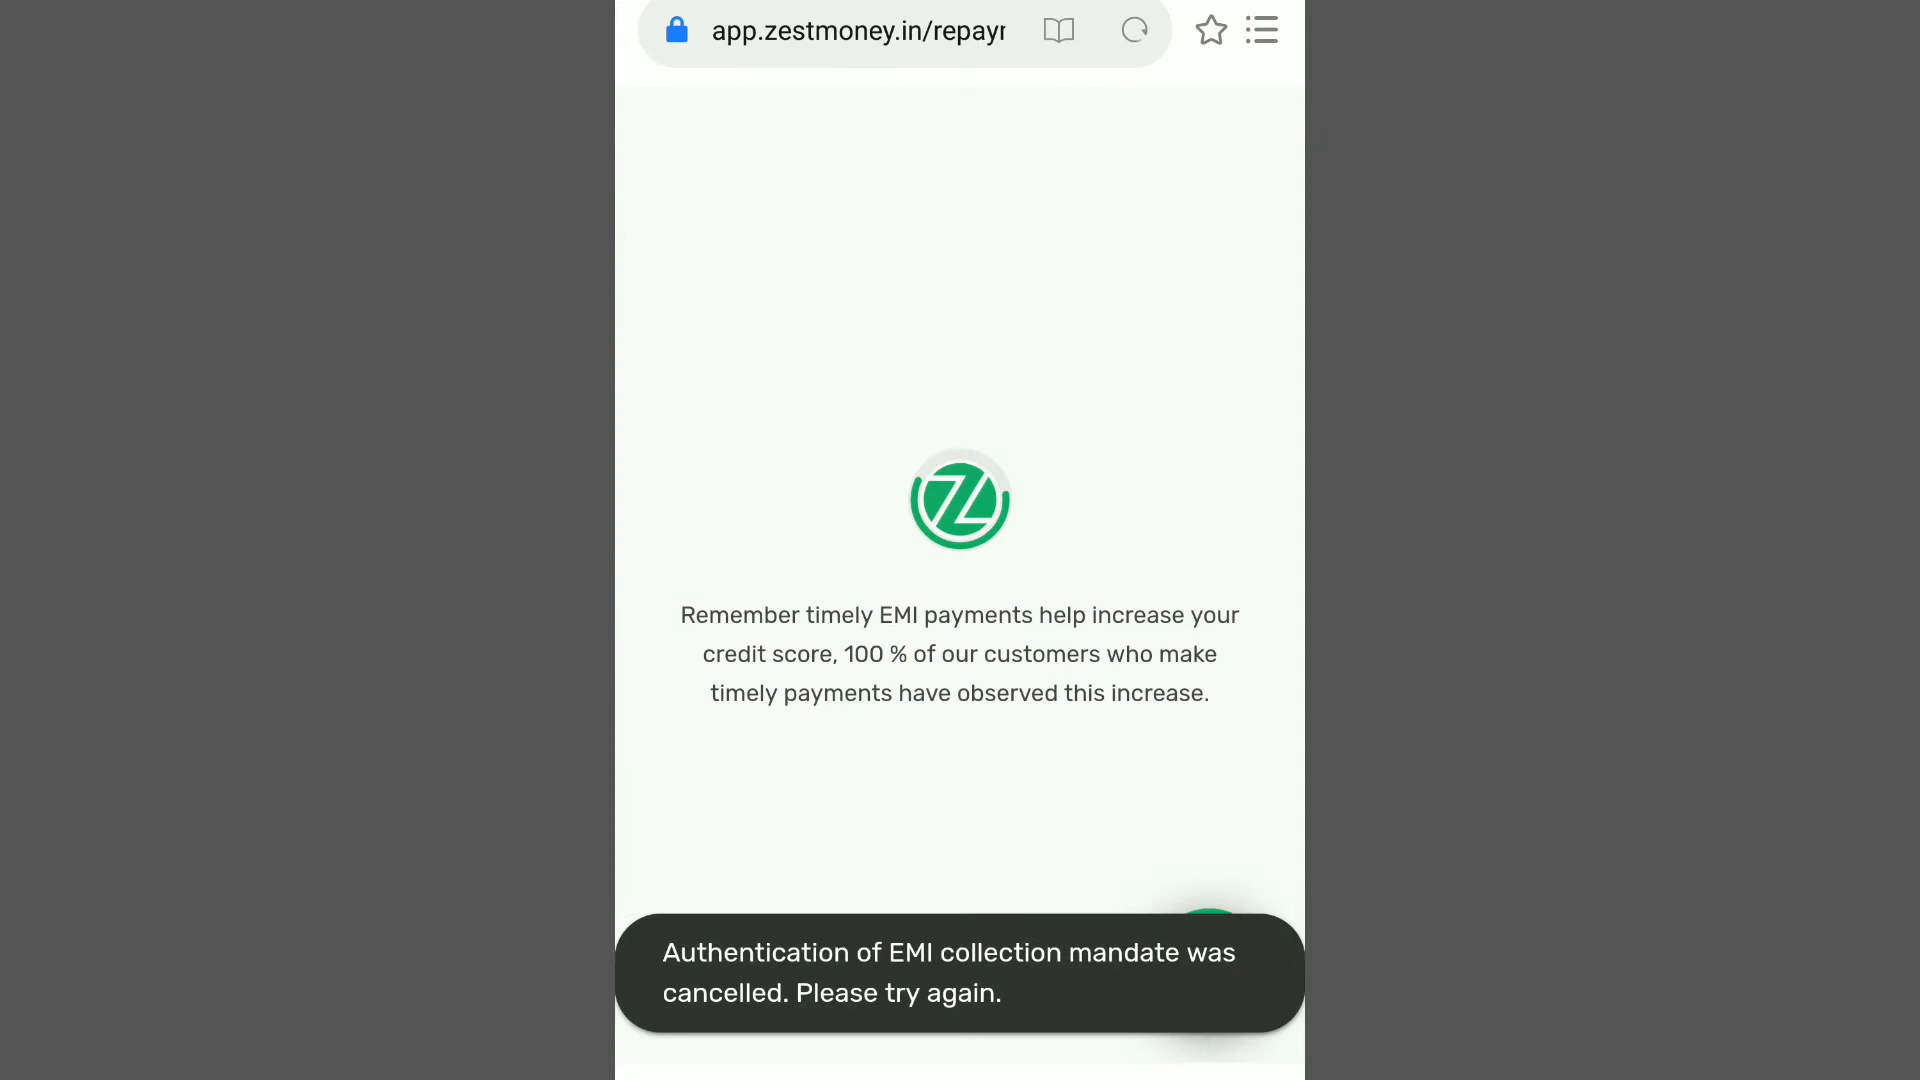 app.zestmoney.in/repayr
Remember timely EMI payments help increase your
credit score, 100 % of our customers who make
timely payments have observed this increase.
Authentication of EMI collection mandate was
cancelled. Please try again.